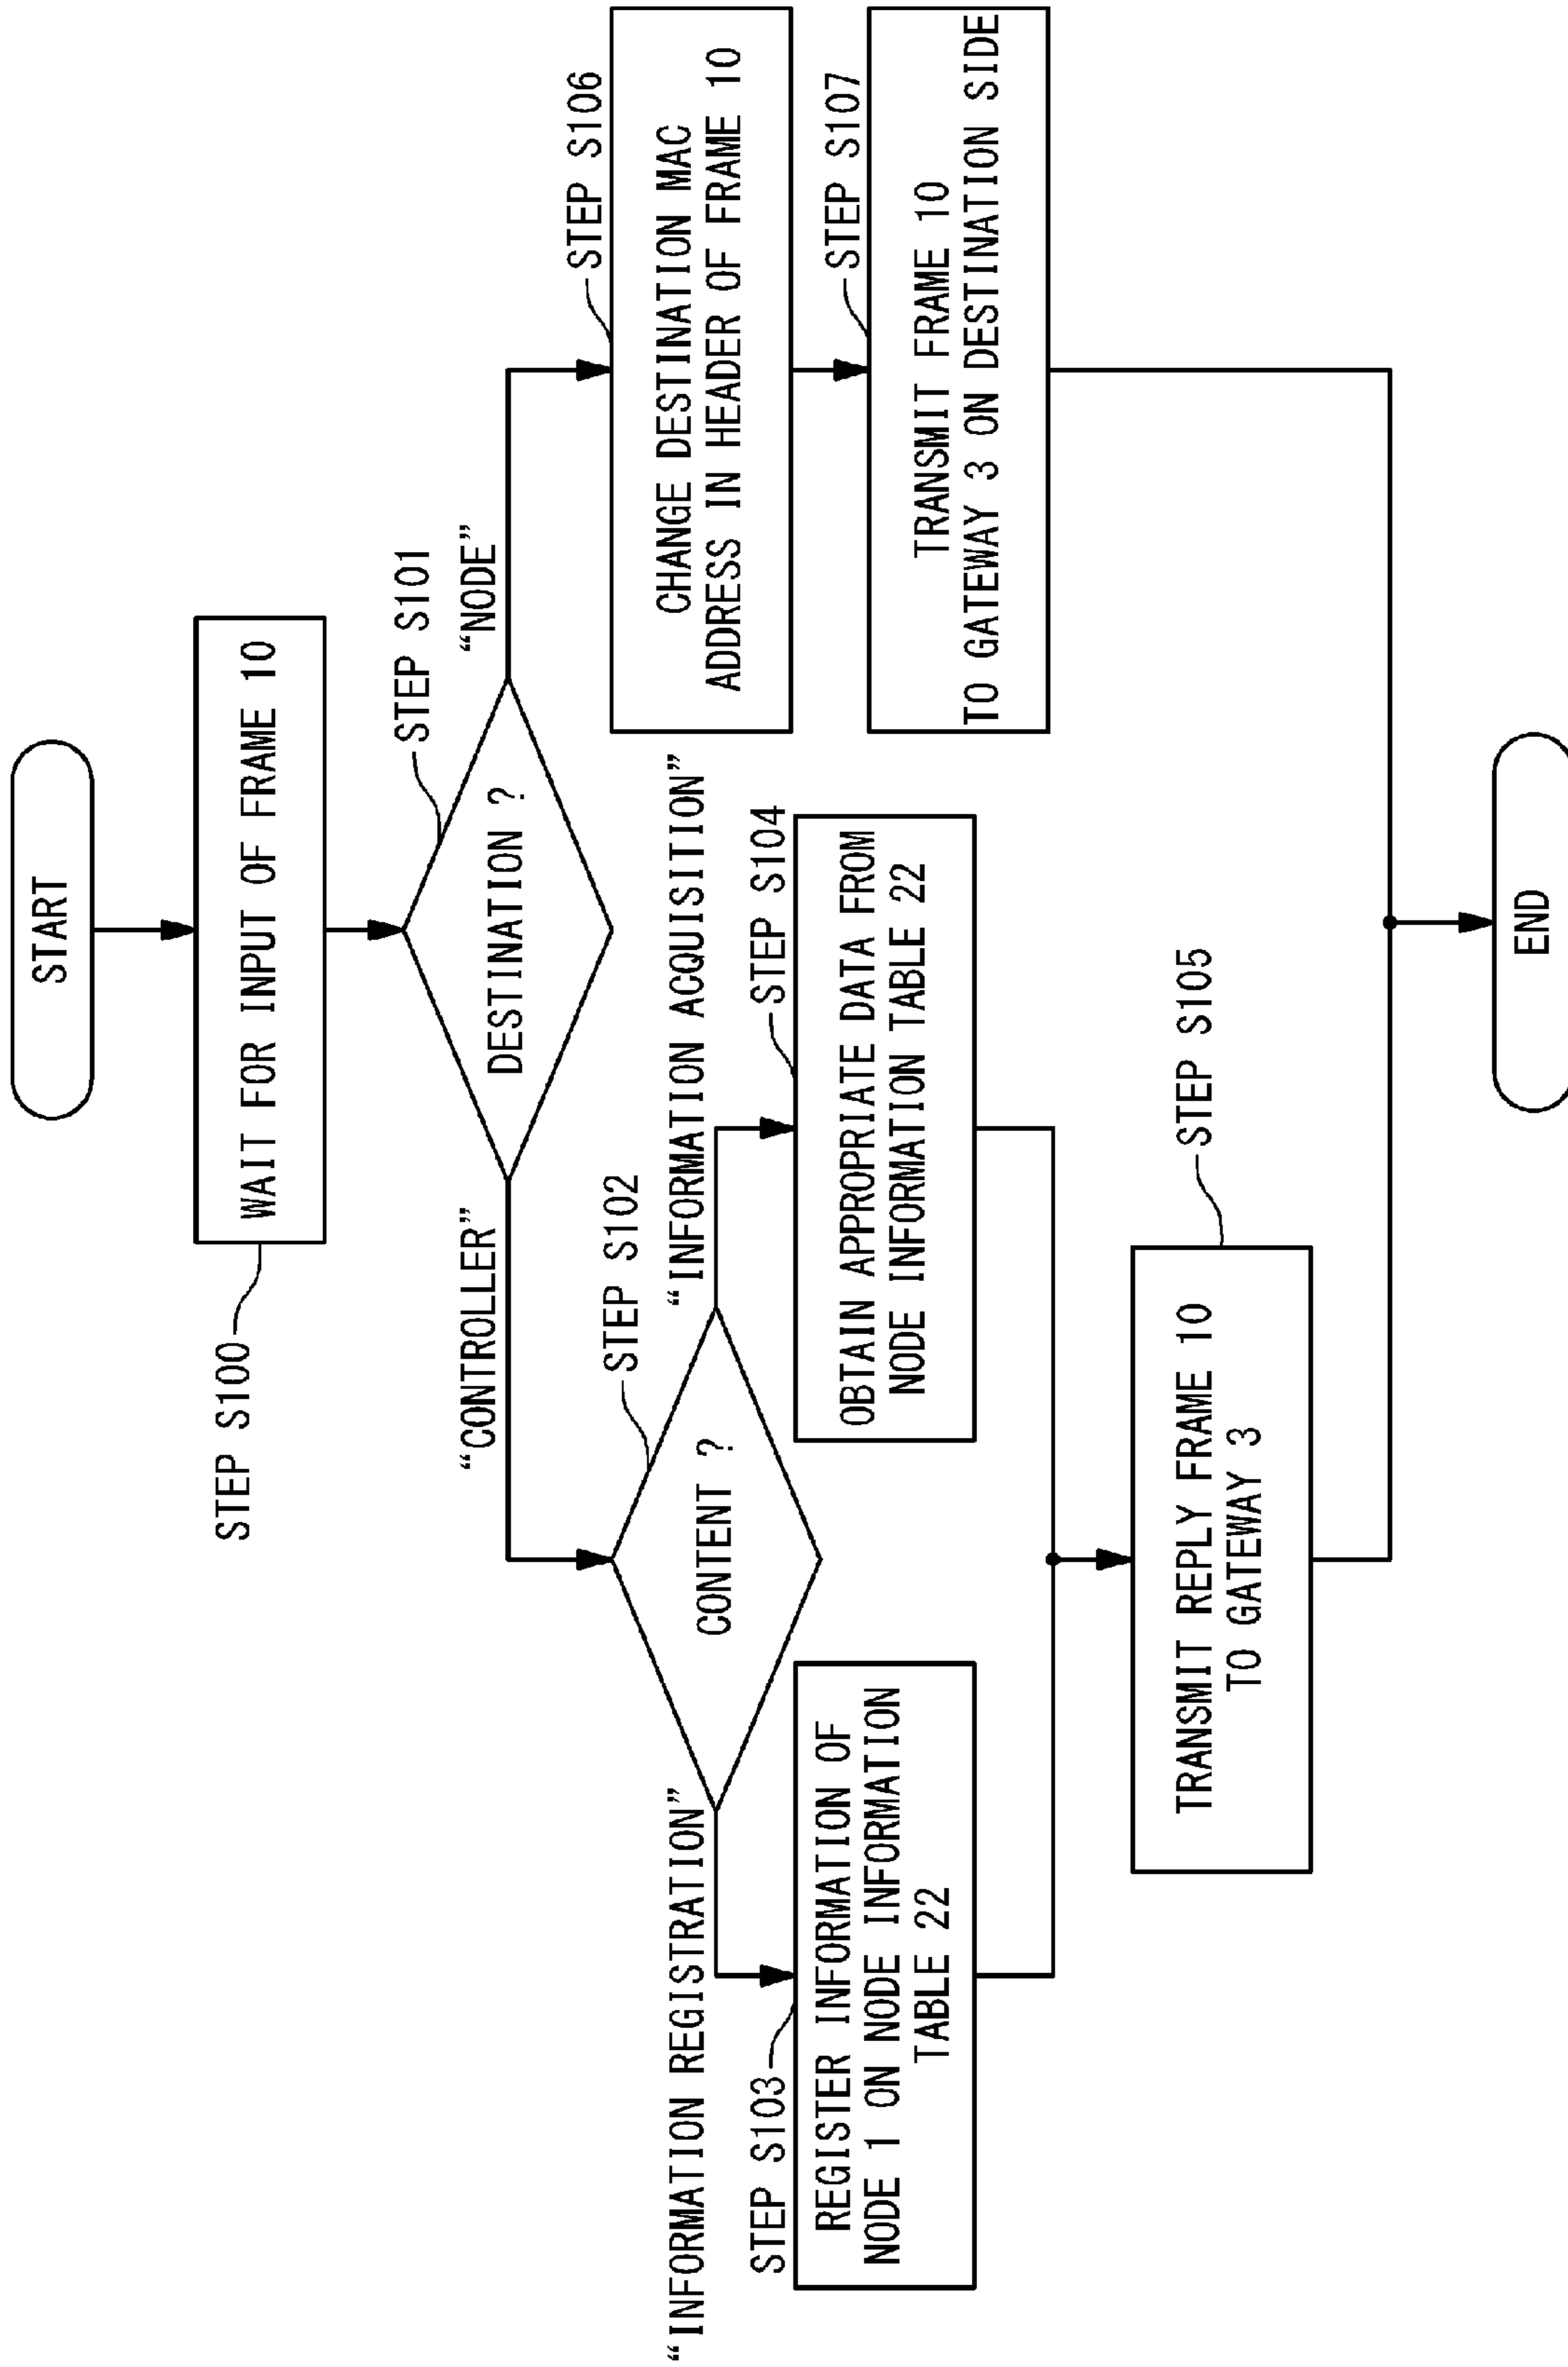 START
STEP S100
WAIT FOR INPUT OF FRAME 10
STEP S101
DESTINATION ?
“CONTROLLER”
“NODE”
STEP S102
CONTENT ?
“INFORMATION REGISTRATION”
“INFORMATION ACQUISITION”
STEP S103
REGISTER INFORMATION OF
NODE 1 ON NODE INFORMATION
TABLE 22
STEP S104
OBTAIN APPROPRIATE DATA FROM
NODE INFORMATION TABLE 22
STEP S105
TRANSMIT REPLY FRAME 10
TO GATEWAY 3
STEP S106
CHANGE DESTINATION MAC
ADDRESS IN HEADER OF FRAME 10
STEP S107
TRANSMIT FRAME 10
TO GATEWAY 3 ON DESTINATION SIDE
END